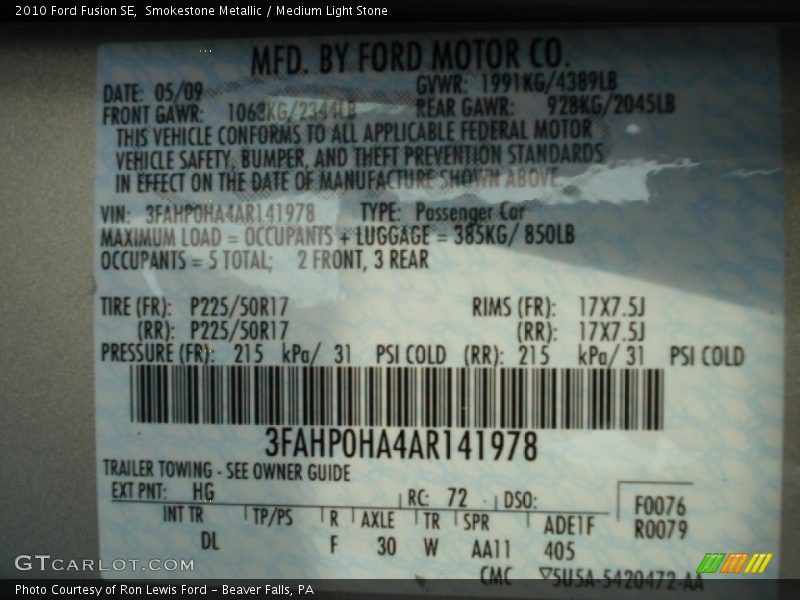 2010 Ford Fusion SE,  Smokestone Metallic / Medium Light Stone
MFD. BY FORD MOTOR CO.
DATE: 05/09 GVWR: 1991KG/4389LB
FRONT GAWR: 1063KG/2344LB REAR GAWR: 928KG/2045LB
THIS VEHICLE CONFORMS TO ALL APPLICABLE FEDERAL MOTOR
VEHICLE SAFETY, BUMPER, AND THEFT PREVENTION STANDARDS
IN EFFECT ON THE DATE OF MANUFACTURE SHOWN ABOVE.
VIN: 3FAHP0HA4AR141978 TYPE: Passenger Car
MAXIMUM LOAD = OCCUPANTS + LUGGAGE = 385KG/ 850LB
OCCUPANTS = 5 TOTAL; 2 FRONT, 3 REAR
TIRE (FR): P225/50R17 RIMS (FR): 17X7.5J
(RR): P225/50R17 (RR): 17X7.5J
PRESSURE (FR): 215 kPa/ 31 PSI COLD (RR): 215 kPa/ 31 PSI COLD
3FAHP0HA4AR141978
TRAILER TOWING - SEE OWNER GUIDE
EXT PNT: HG RC: 72 DSO: F0076
INT TR TP/PS R AXLE TR SPR ADE1F R0079
DL F 30 W AA11 405
CMC ▽5U5A-5420472-AA
GTCARLOT.COM
Photo Courtesy of Ron Lewis Ford - Beaver Falls, PA